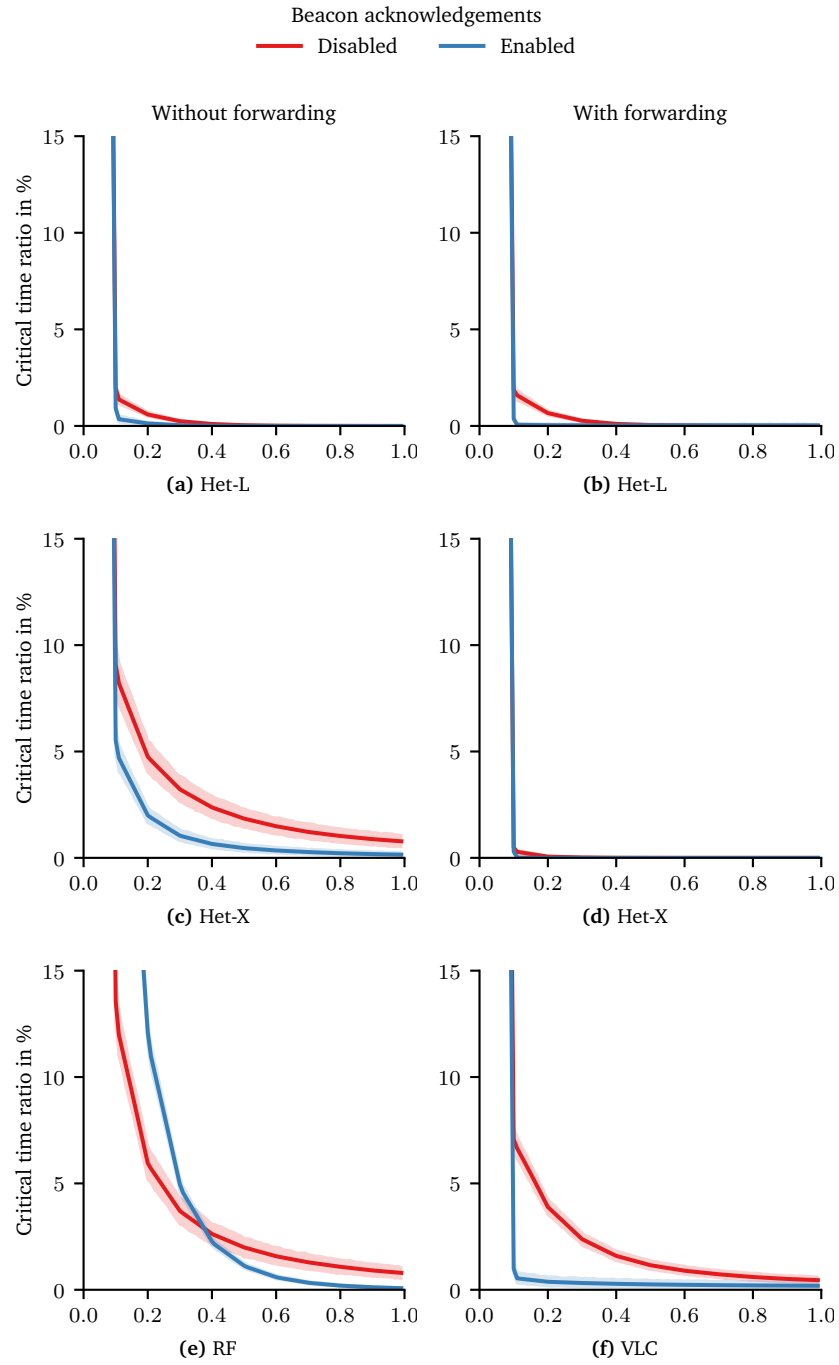 Beacon acknowledgements
Disabled Enabled
Without forwarding With forwarding
Critical time ratio in %
15 15
10 10
5 5
0 0
0.0 0.2 0.4 0.6 0.8 1.0 0.0 0.2 0.4 0.6 0.8 1.0
(a) Het-L (b) Het-L
Critical time ratio in %
15 15
10 10
5 5
0 0
0.0 0.2 0.4 0.6 0.8 1.0 0.0 0.2 0.4 0.6 0.8 1.0
(c) Het-X (d) Het-X
Critical time ratio in %
15 15
10 10
5 5
0 0
0.0 0.2 0.4 0.6 0.8 1.0 0.0 0.2 0.4 0.6 0.8 1.0
(e) RF (f) VLC